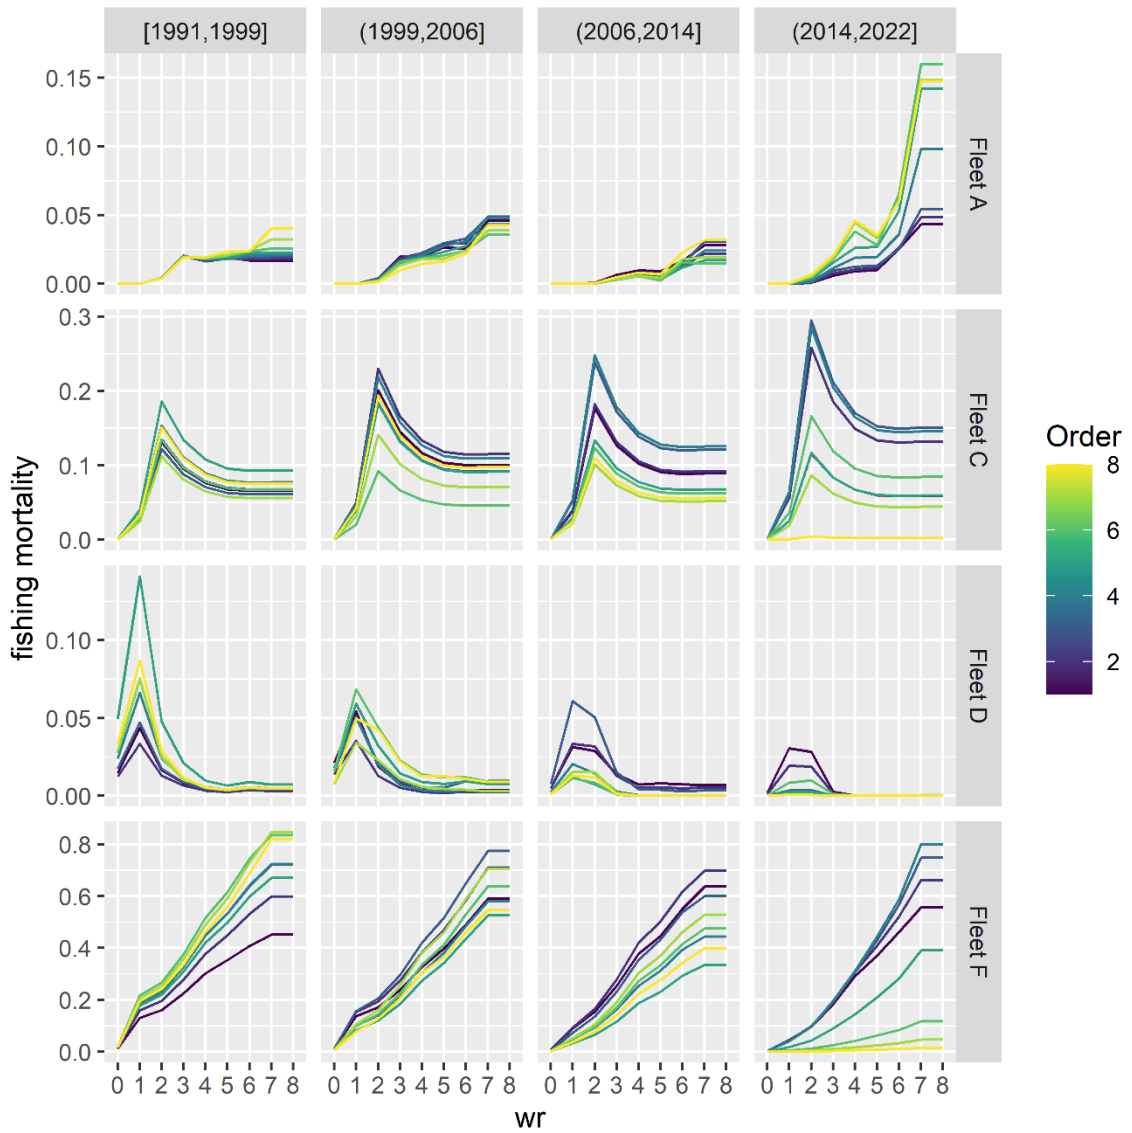 [1991,1999] (1999,2006] (2006,2014] (2014,2022]
fishing mortality
0.15
0.10
0.05
0.00
Fleet A
0.3
0.2
0.1
0.0
Fleet C
0.10
0.05
0.00
Fleet D
0.8
0.6
0.4
0.2
0.0
Fleet F
0 1 2 3 4 5 6 7 8 0 1 2 3 4 5 6 7 8 0 1 2 3 4 5 6 7 8 0 1 2 3 4 5 6 7 8
wr
Order
8
6
4
2